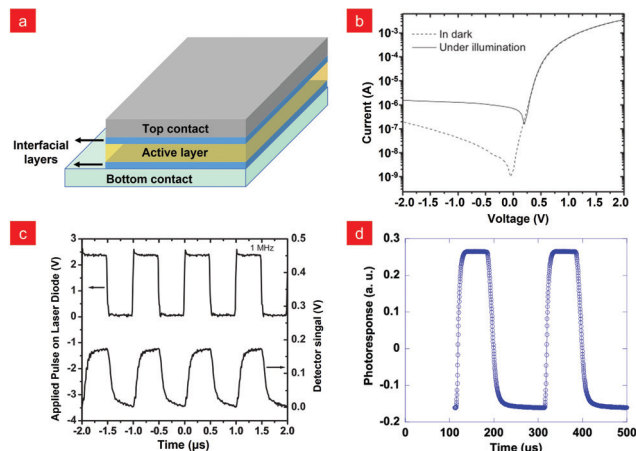 a
Top contact
Interfacial
layers
Active layer
Bottom contact
b
In dark
Under illumination
Current (A)
10-3
10-4
10-5
10-6
10-7
10-8
10-9
-2.0 -1.5 -1.0 -0.5 0.0 0.5 1.0 1.5 2.0
Voltage (V)
c
1 MHz
Applied Pulse on Laser Diode (V)
3
2
1
0
-1
-2
-3
-4
Detector singal (V)
0.5
0.4
0.3
0.2
0.1
0.0
-2.0 -1.5 -1.0 -0.5 0.0 0.5 1.0 1.5 2.0
Time (μs)
d
Photoresponse (a. u.)
0.3
0.2
0.1
0
-0.1
-0.2
0 100 200 300 400 500
Time (us)